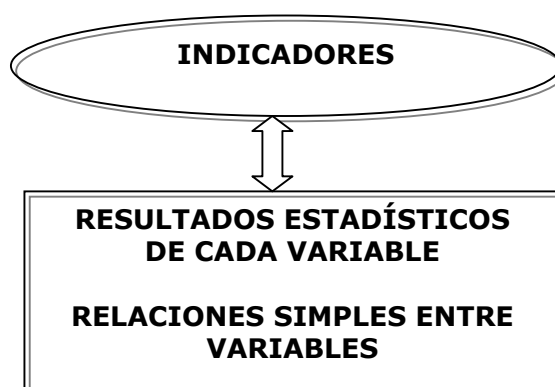 INDICADORES
RESULTADOS ESTADÍSTICOS
DE CADA VARIABLE
RELACIONES SIMPLES ENTRE
VARIABLES